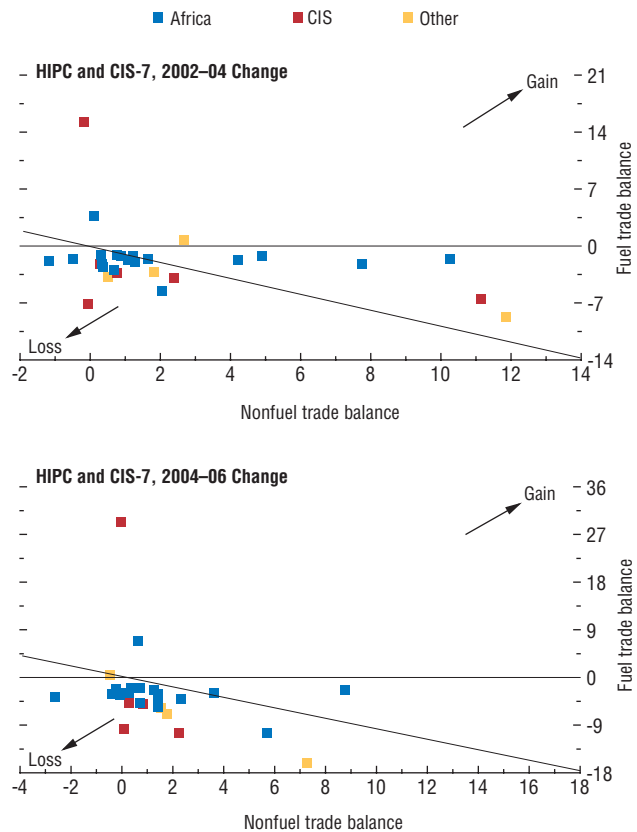 Africa CIS Other
HIPC and CIS-7, 2002–04 Change
Gain
Loss
21
14
7
0
-7
-14
Fuel trade balance
-2 0 2 4 6 8 10 12 14
Nonfuel trade balance
HIPC and CIS-7, 2004–06 Change
Gain
Loss
36
27
18
9
0
-9
-18
Fuel trade balance
-4 -2 0 2 4 6 8 10 12 14 16 18
Nonfuel trade balance